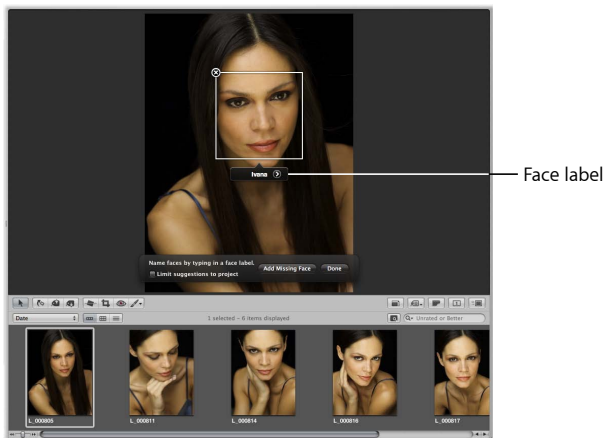 Ivana
Face label
Name faces by typing in a face label.
Limit suggestions to project
Add Missing Face
Done
Date
1 selected – 6 items displayed
Unrated or Better
L_000805
L_000811
L_000814
L_000816
L_000817